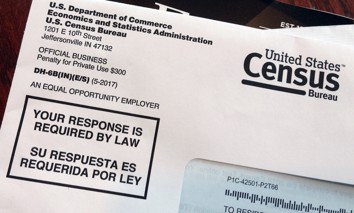 U.S. Department of Commerce
Economics and Statistics Administration
U.S. Census Bureau
1201 E 10th Street
Jeffersonville IN 47132
OFFICIAL BUSINESS
Penalty for Private Use $300
DH-6B(IN)(E/S) (5-2017)
AN EQUAL OPPORTUNITY EMPLOYER
YOUR RESPONSE IS
REQUIRED BY LAW
SU RESPUESTA ES
REQUERIDA POR LEY
United States™
Census
Bureau
P1C-42501-P2T66